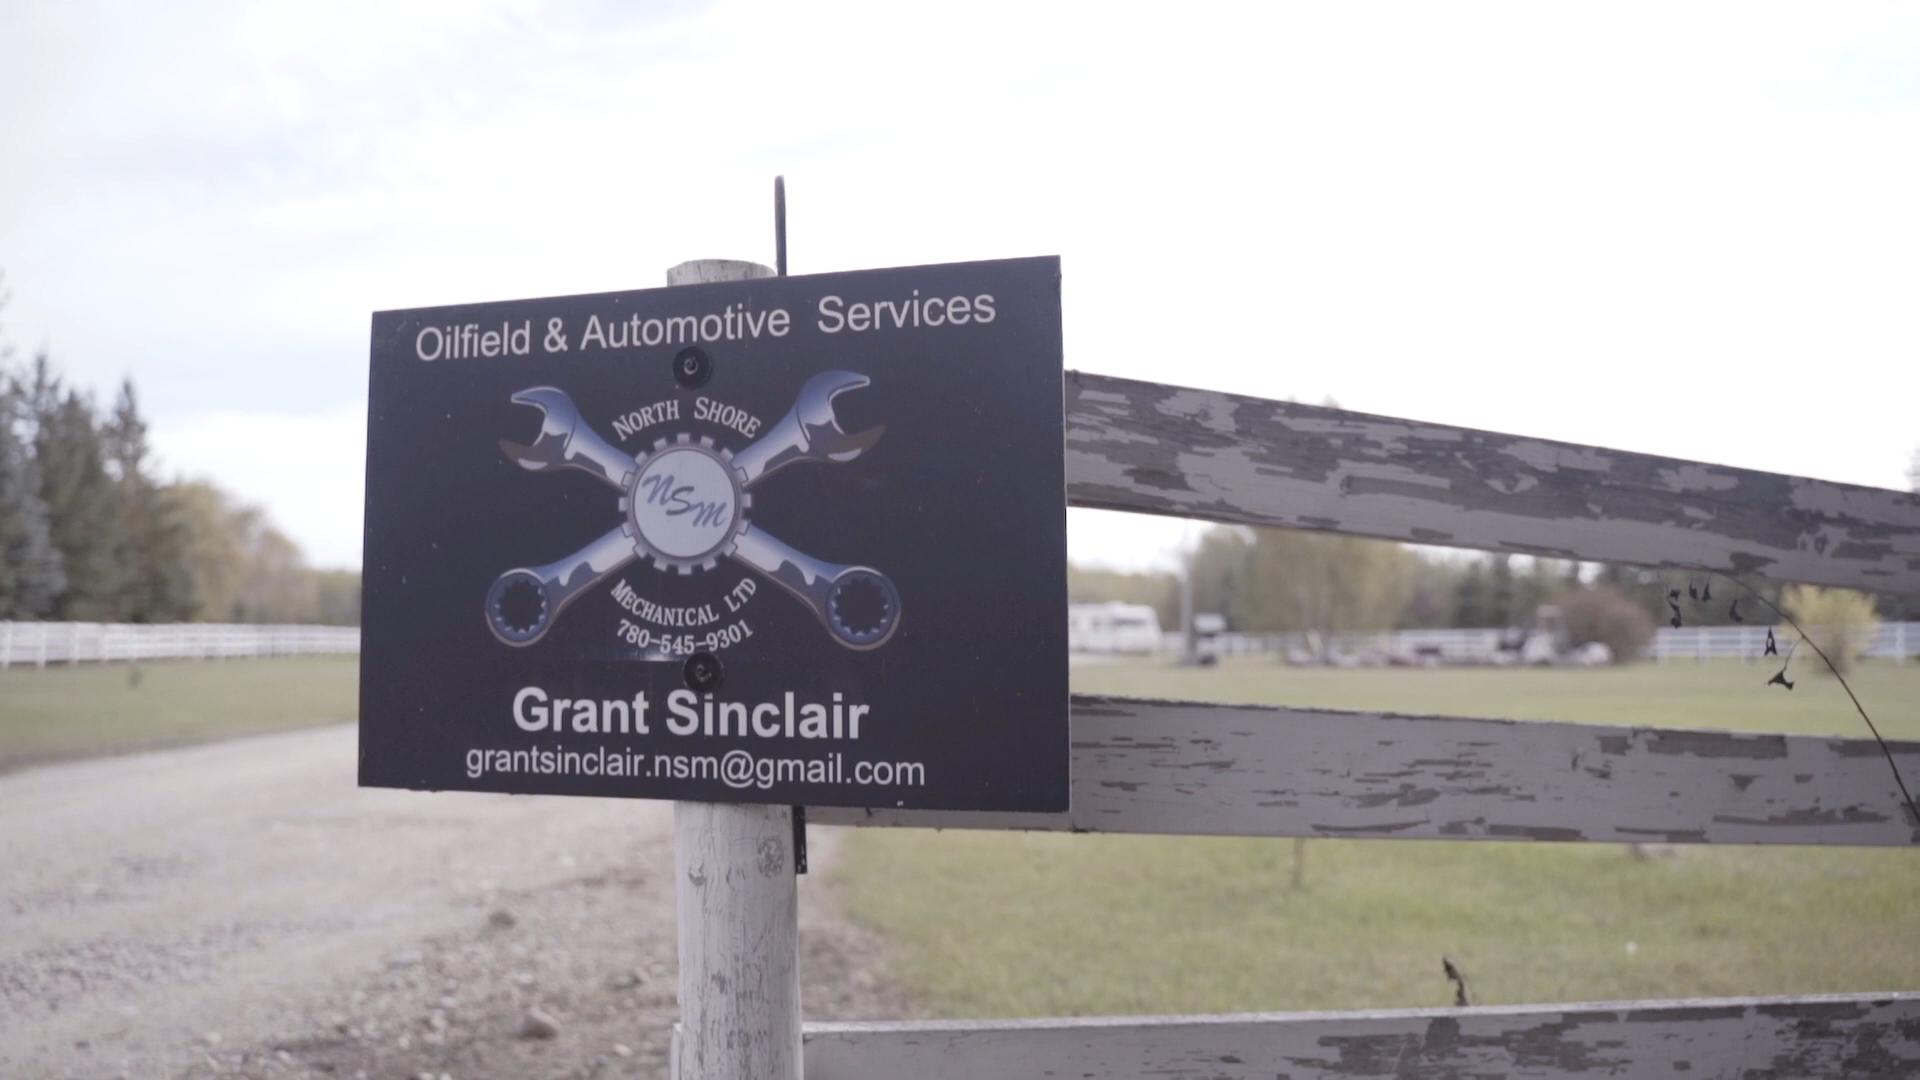 Oilfield & Automotive Services
NORTH SHORE
NSM
MECHANICAL LTD
780-545-9301
Grant Sinclair
grantsinclair.nsm@gmail.com